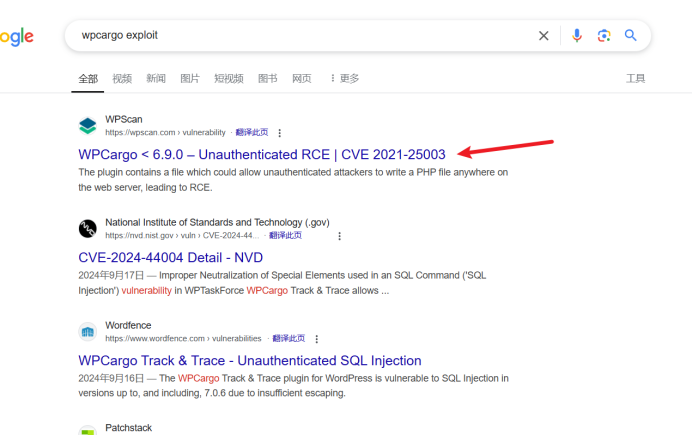 ogle
wpcargo exploit
全部 视频 新闻 图片 短视频 图书 网页 更多 工具
WPScan
https://wpscan.com › vulnerability · 翻译此页
WPCargo < 6.9.0 – Unauthenticated RCE | CVE 2021-25003
The plugin contains a file which could allow unauthenticated attackers to write a PHP file anywhere on
the web server, leading to RCE.
National Institute of Standards and Technology (.gov)
https://nvd.nist.gov › vuln › CVE-2024-44... · 翻译此页
CVE-2024-44004 Detail - NVD
2024年9月17日 — Improper Neutralization of Special Elements used in an SQL Command ('SQL
Injection') vulnerability in WPTaskForce WPCargo Track & Trace allows ...
Wordfence
https://www.wordfence.com › vulnerabilities · 翻译此页
WPCargo Track & Trace - Unauthenticated SQL Injection
2024年9月16日 — The WPCargo Track & Trace plugin for WordPress is vulnerable to SQL Injection in
versions up to, and including, 7.0.6 due to insufficient escaping.
Patchstack